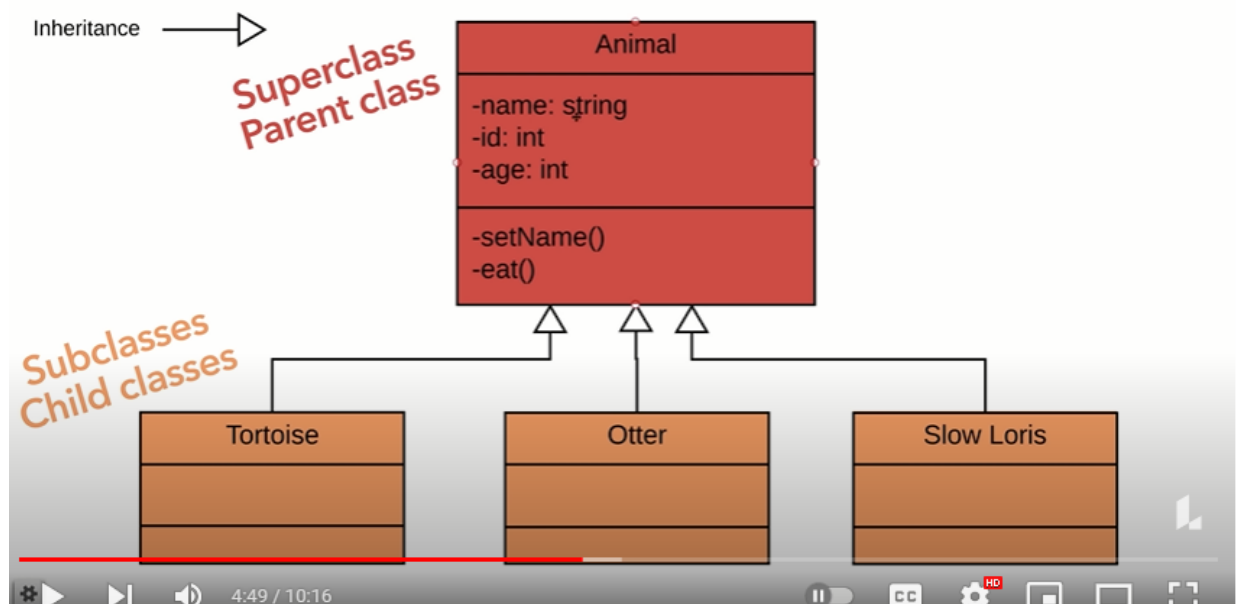 Inheritance
Superclass
Parent class
Animal
-name: string
-id: int
-age: int
-setName()
-eat()
Subclasses
Child classes
Tortoise
Otter
Slow Loris
4:49 / 10:16
CC
HD